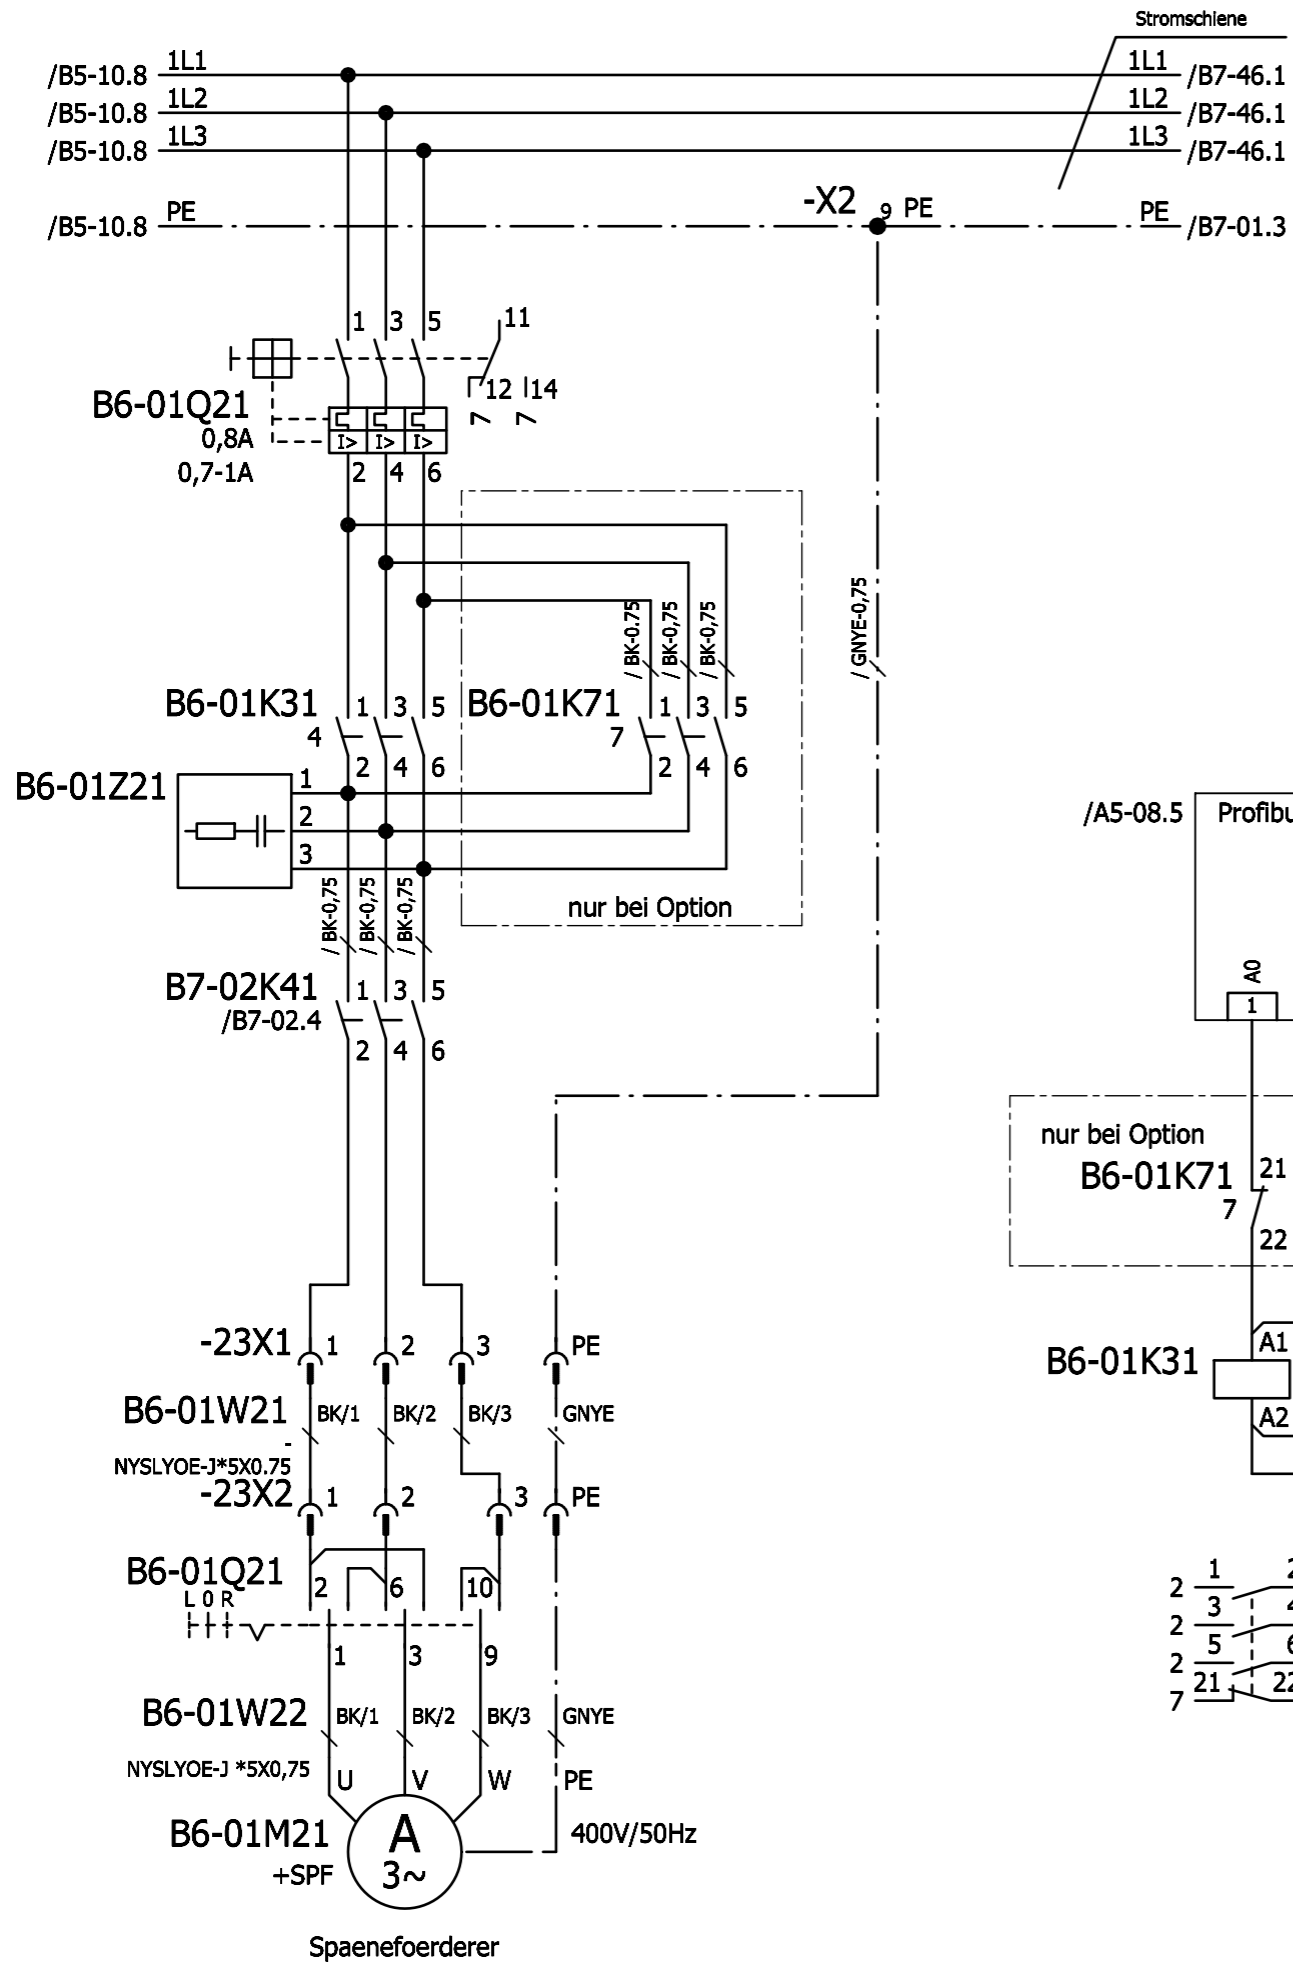 Stromschiene
/B5-10.8 1L1 1L1 /B7-46.1
/B5-10.8 1L2 1L2 /B7-46.1
/B5-10.8 1L3 1L3 /B7-46.1
/B5-10.8 PE -X2 9 PE PE /B7-01.3
1 3 5 11
12 14
B6-01Q21 7 7
0,8A I> I> I>
0,7-1A 2 4 6
/ BK-0.75 / BK-0,75 / BK-0,75 / GNYE-0,75
B6-01K31 1 3 5 B6-01K71 1 3 5
4 7
2 4 6 2 4 6
B6-01Z21 1
2
3
/A5-08.5 Profibu
/ BK-0,75 / BK-0,75 / BK-0,75
nur bei Option
A0
1
B7-02K41 1 3 5
/B7-02.4
2 4 6
nur bei Option
B6-01K71 21
7
22
-23X1 1 2 3 PE
B6-01K31 A1
A2
B6-01W21 BK/1 BK/2 BK/3 GNYE
-
NYSLYOE-J*5X0.75
-23X2 1 2 3 PE
B6-01Q21 2 6 10
L 0 R
1 3 9
2 1 2
2 3 4
2 5 6
7 21 22
B6-01W22 BK/1 BK/2 BK/3 GNYE
NYSLYOE-J *5X0,75 U V W PE
B6-01M21 A 400V/50Hz
+SPF 3~
Spaenefoerderer